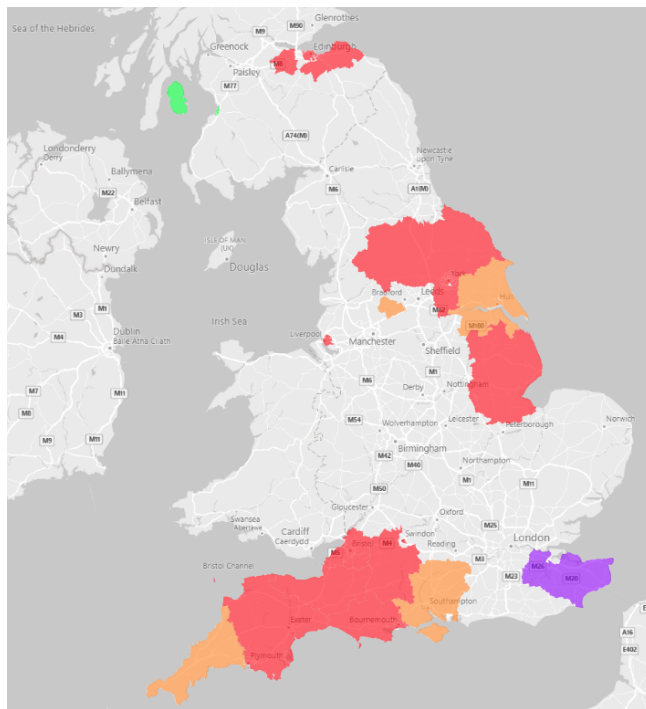 Sea of the Hebrides
Glenrothes
M90
M9
Greenock
Edinburgh
Paisley
M8
M77
A74(M)
Londonderry
Derry
Ballymena
M22
Belfast
Carlisle
Newcastle
upon Tyne
M6
A1(M)
Newry
Dundalk
ISLE OF MAN
(UK)
Douglas
York
Bradford
Leeds
Hull
M62
M180
Irish Sea
M1
M3
M4
Dublin
Baile Átha Cliath
Liverpool
Manchester
Sheffield
M1
M6
Derby
Nottingham
M7
M8
M11
M9
M11
M54
Wolverhampton
Leicester
Peterborough
Norwich
Birmingham
M42
M40
Northampton
M1
M11
M50
Gloucester
Oxford
M25
Swansea
Abertawe
Cardiff
Caerdydd
Swindon
Reading
London
M5
Bristol
M4
M3
M23
M26
M20
Bristol Channel
Southampton
Exeter
Bournemouth
Plymouth
A16
E402